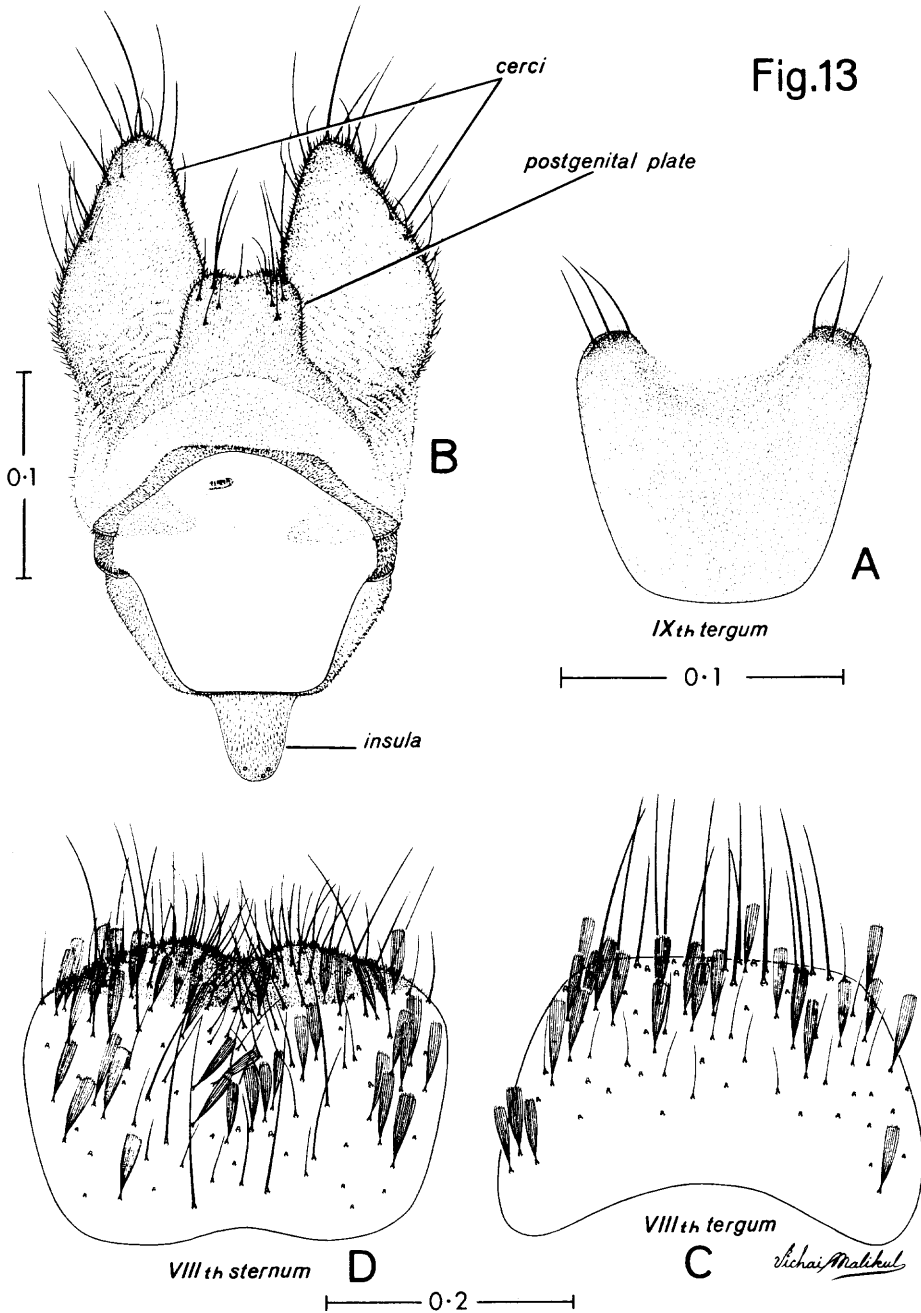 Fig.13
cerci
postgenital plate
B
0·1
A
IXth tergum
0·1
insula
VIIIth sternum
D
VIIIth tergum
C
Vichai Malikul
0·2